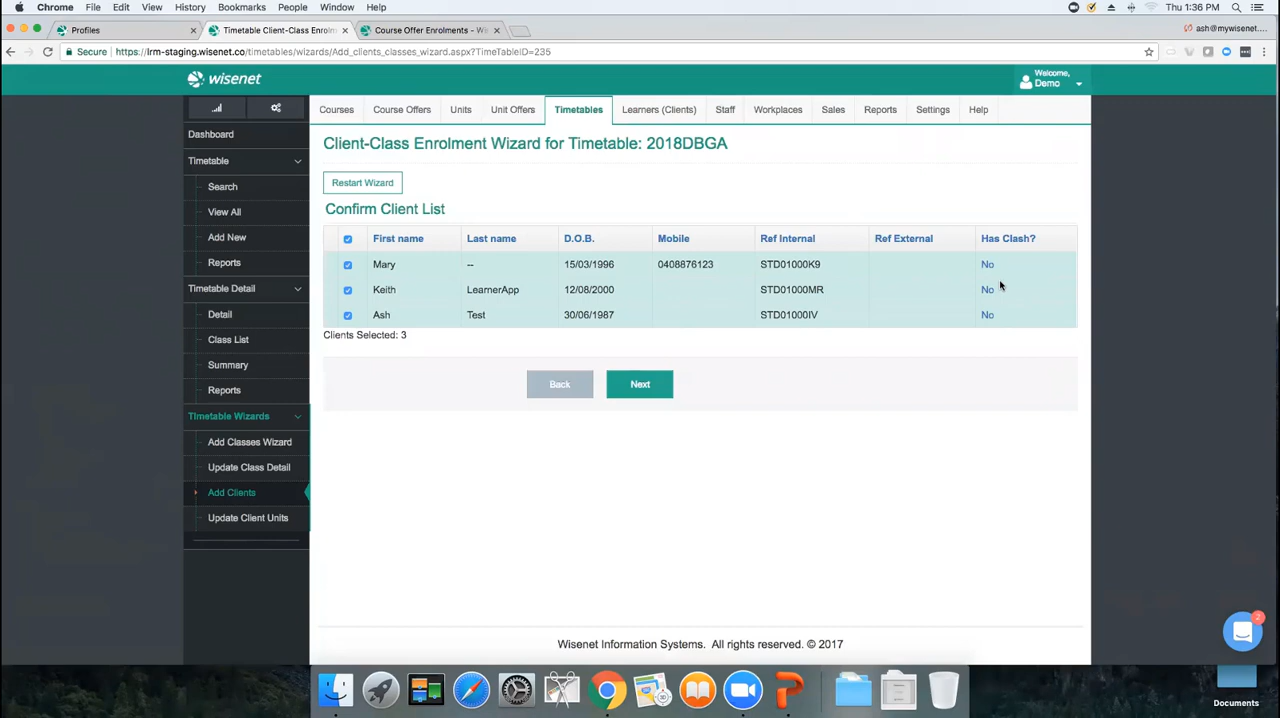 Chrome File Edit View History Bookmarks People Window Help Thu 1:36 PM
Profiles Timetable Client-Class Enrolm Course Offer Enrolments - Wi ash@mywisenet....
Secure https://lrm-staging.wisenet.co/timetables/wizards/Add_clients_classes_wizard.aspx?TimeTableID=235
wisenet
Welcome,
Demo
Courses Course Offers Units Unit Offers Timetables Learners (Clients) Staff Workplaces Sales Reports Settings Help
Dashboard
Timetable
Search
View All
Add New
Reports
Timetable Detail
Detail
Class List
Summary
Reports
TImetable Wizards
Add Classes Wizard
Update Class Detail
Add Clients
Update Client Units
Client-Class Enrolment Wizard for Timetable: 2018DBGA
Restart Wizard
Confirm Client List
First name Last name D.O.B. Mobile Ref Internal Ref External Has Clash?
Mary -- 15/03/1996 0408876123 STD01000K9 No
Keith LearnerApp 12/08/2000 STD01000MR No
Ash Test 30/06/1987 STD01000IV No
Clients Selected: 3
Back Next
Wisenet Information Systems. All rights reserved. © 2017
2
Documents